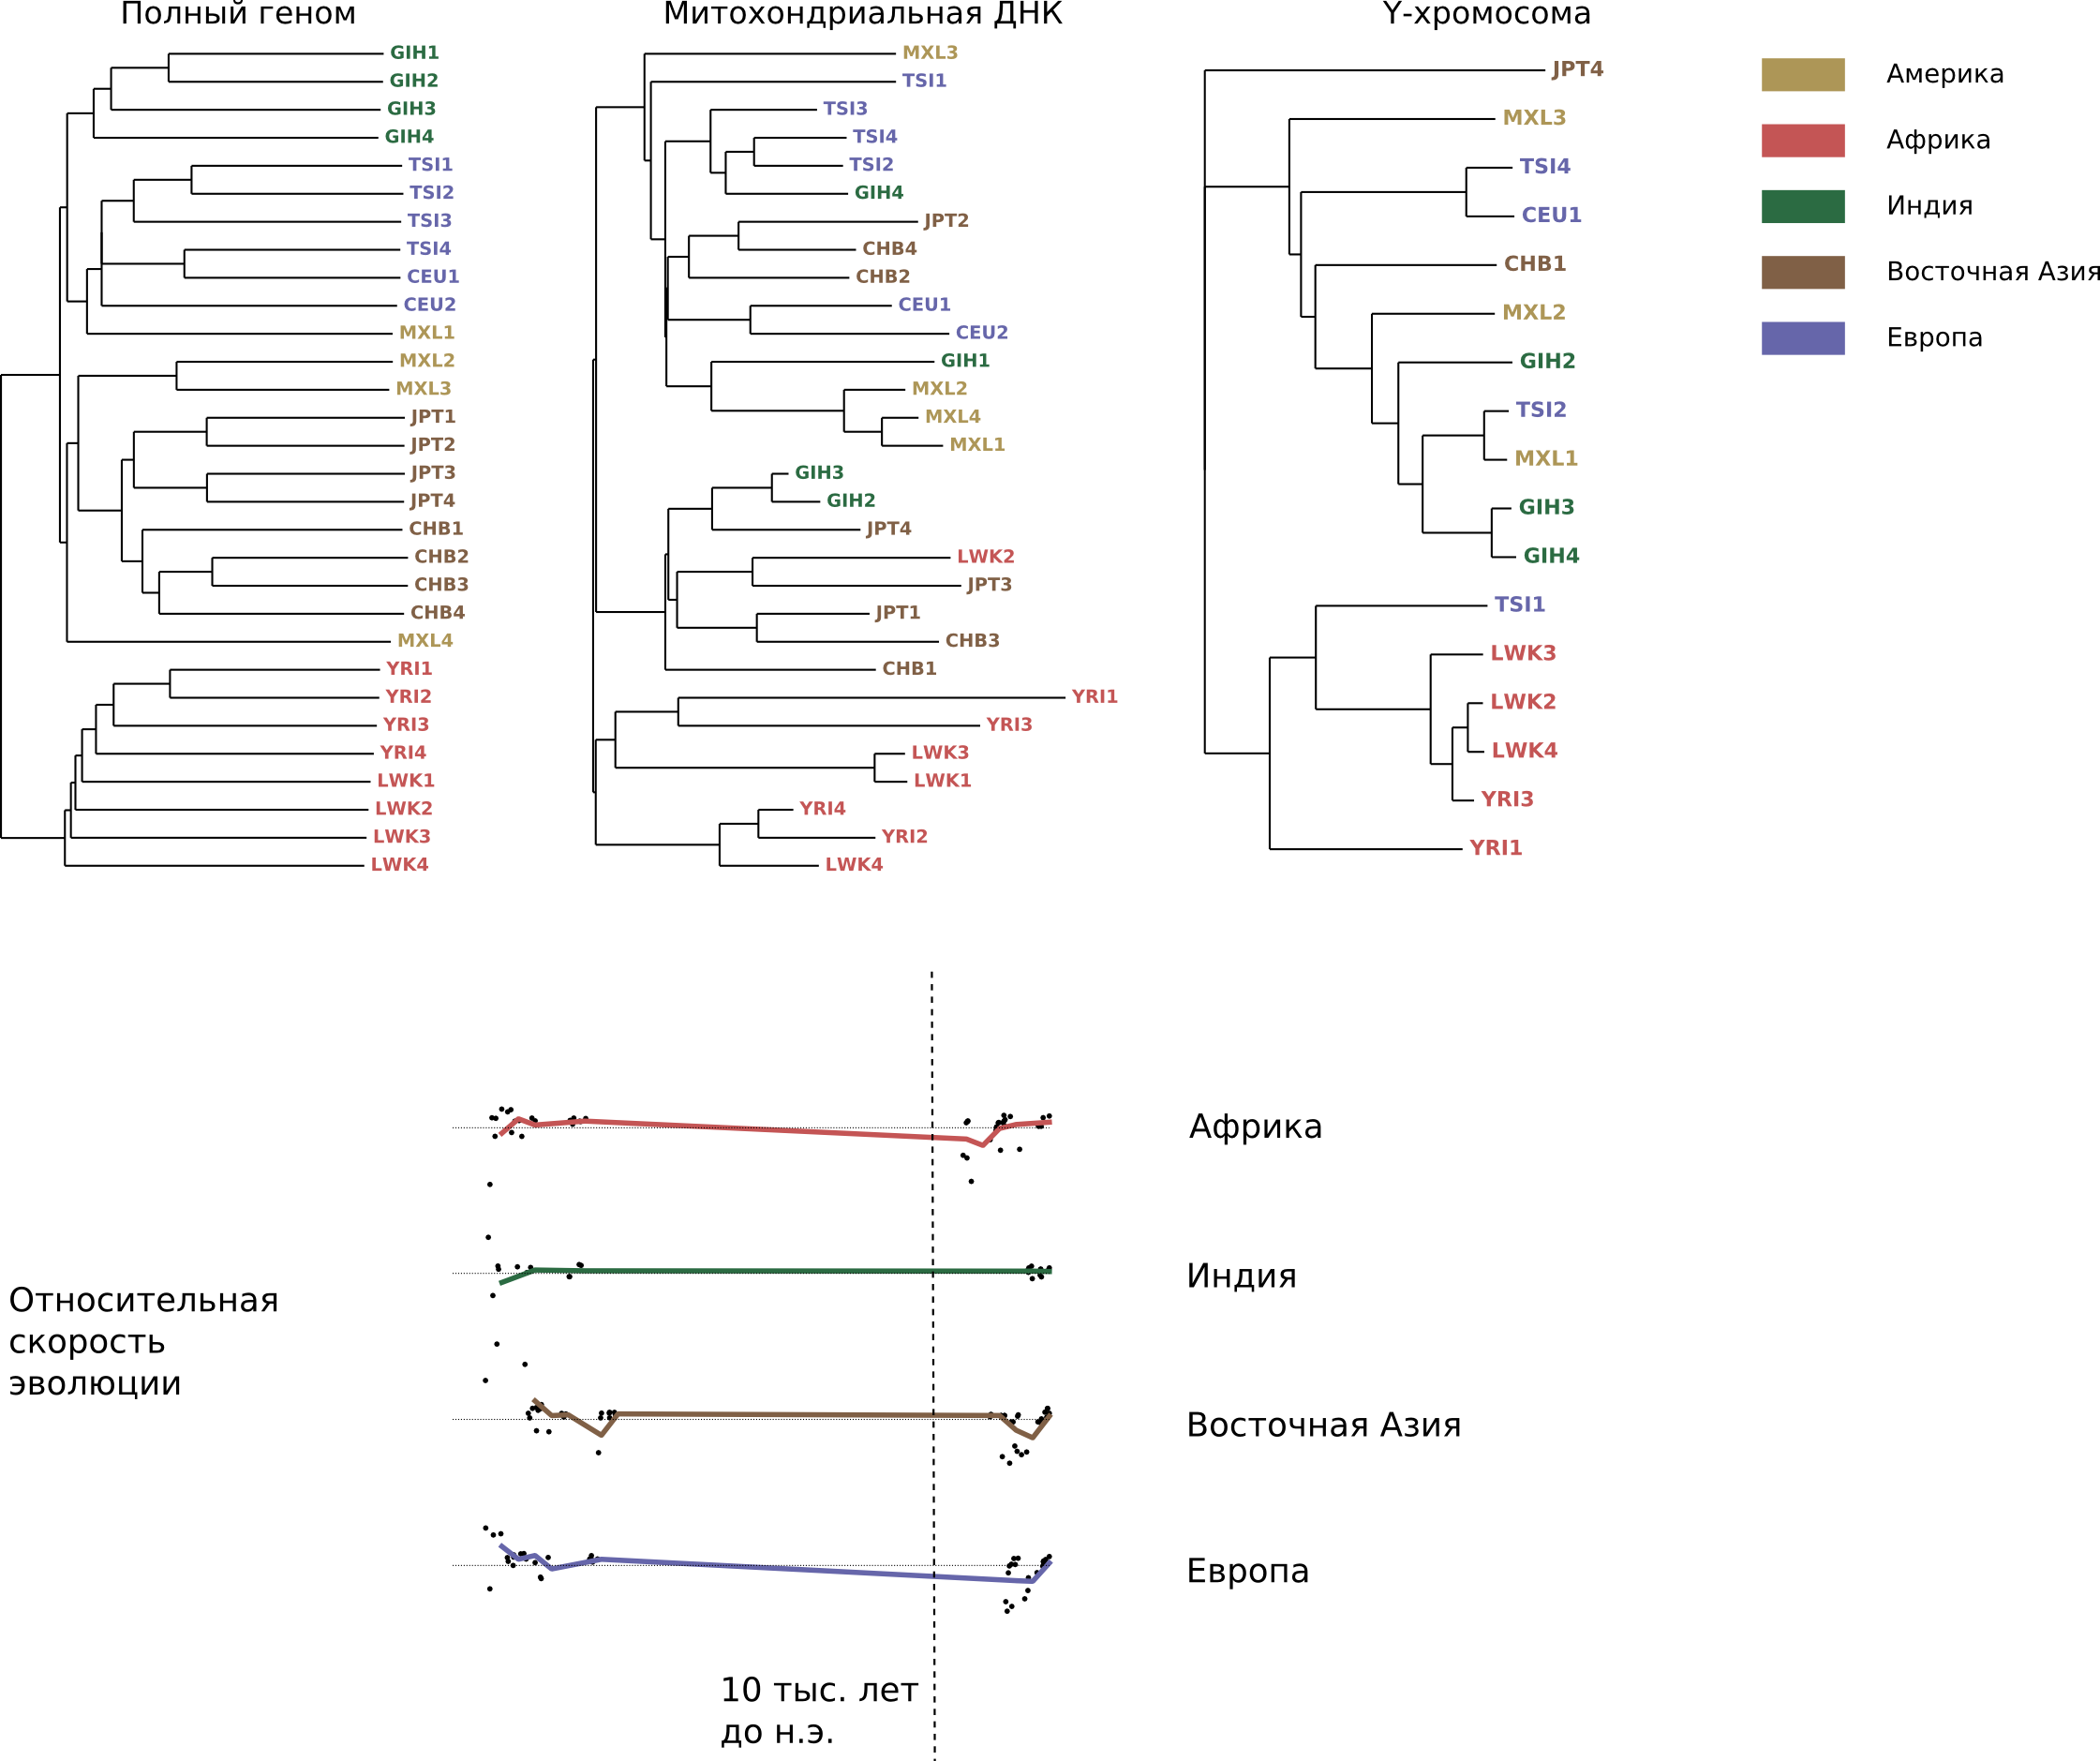 Полный геном
GIH1
GIH2
GIH3
GIH4
TSI1
TSI2
TSI3
TSI4
CEU1
CEU2
MXL1
MXL2
MXL3
JPT1
JPT2
JPT3
JPT4
CHB1
CHB2
CHB3
CHB4
MXL4
YRI1
YRI2
YRI3
YRI4
LWK1
LWK2
LWK3
LWK4
Митохондриальная ДНК
MXL3
TSI1
TSI3
TSI4
TSI2
GIH4
JPT2
CHB4
CHB2
CEU1
CEU2
GIH1
MXL2
MXL4
MXL1
GIH3
GIH2
JPT4
LWK2
JPT3
JPT1
CHB3
CHB1
YRI1
YRI3
LWK3
LWK1
YRI4
YRI2
LWK4
Y-хромосома
JPT4
MXL3
TSI4
CEU1
CHB1
MXL2
GIH2
TSI2
MXL1
GIH3
GIH4
TSI1
LWK3
LWK2
LWK4
YRI3
YRI1
Америка
Африка
Индия
Восточная Азия
Европа
Относительная
скорость
эволюции
Африка
Индия
Восточная Азия
Европа
10 тыс. лет
до н.э.